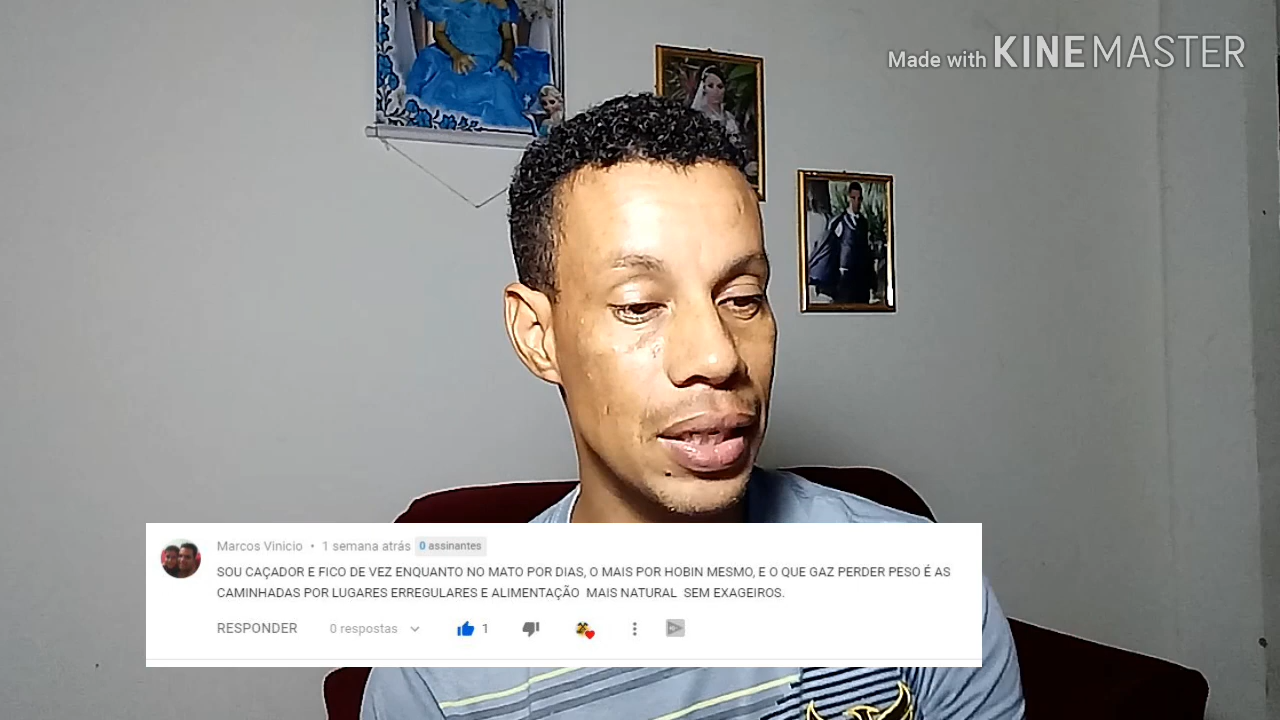 Made with KINEMASTER
Marcos Vinicio • 1 semana atrás 0 assinantes
SOU CAÇADOR E FICO DE VEZ ENQUANTO NO MATO POR DIAS, O MAIS POR HOBIN MESMO, E O QUE GAZ PERDER PESO É AS
CAMINHADAS POR LUGARES ERREGULARES E ALIMENTAÇÃO MAIS NATURAL SEM EXAGEIROS.
RESPONDER 0 respostas 1